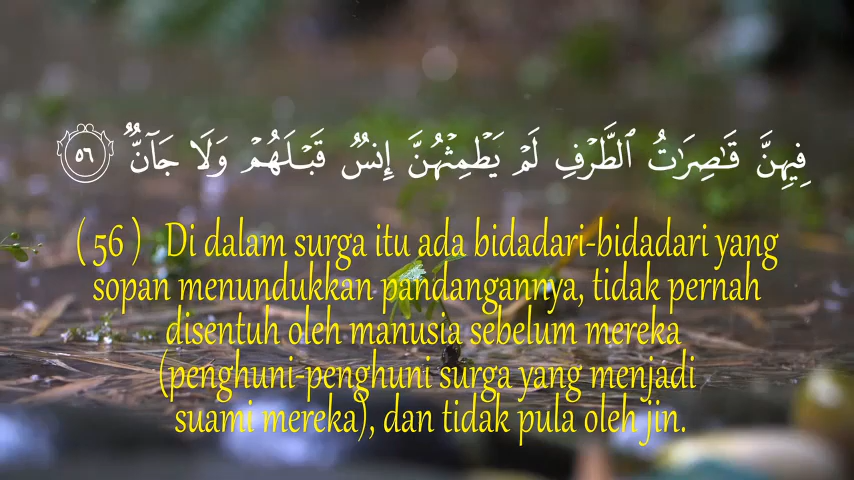 فِيهِنَّ قَـٰصِرَٰتُ ٱلطَّرۡفِ لَمۡ يَطۡمِثۡهُنَّ إِنسٌ قَبۡلَهُمۡ وَلَا جَآنٌّ ٥٦
( 56 ) Di dalam surga itu ada bidadari-bidadari yang
sopan menundukkan pandangannya, tidak pernah
disentuh oleh manusia sebelum mereka
(penghuni-penghuni surga yang menjadi
suami mereka), dan tidak pula oleh jin.